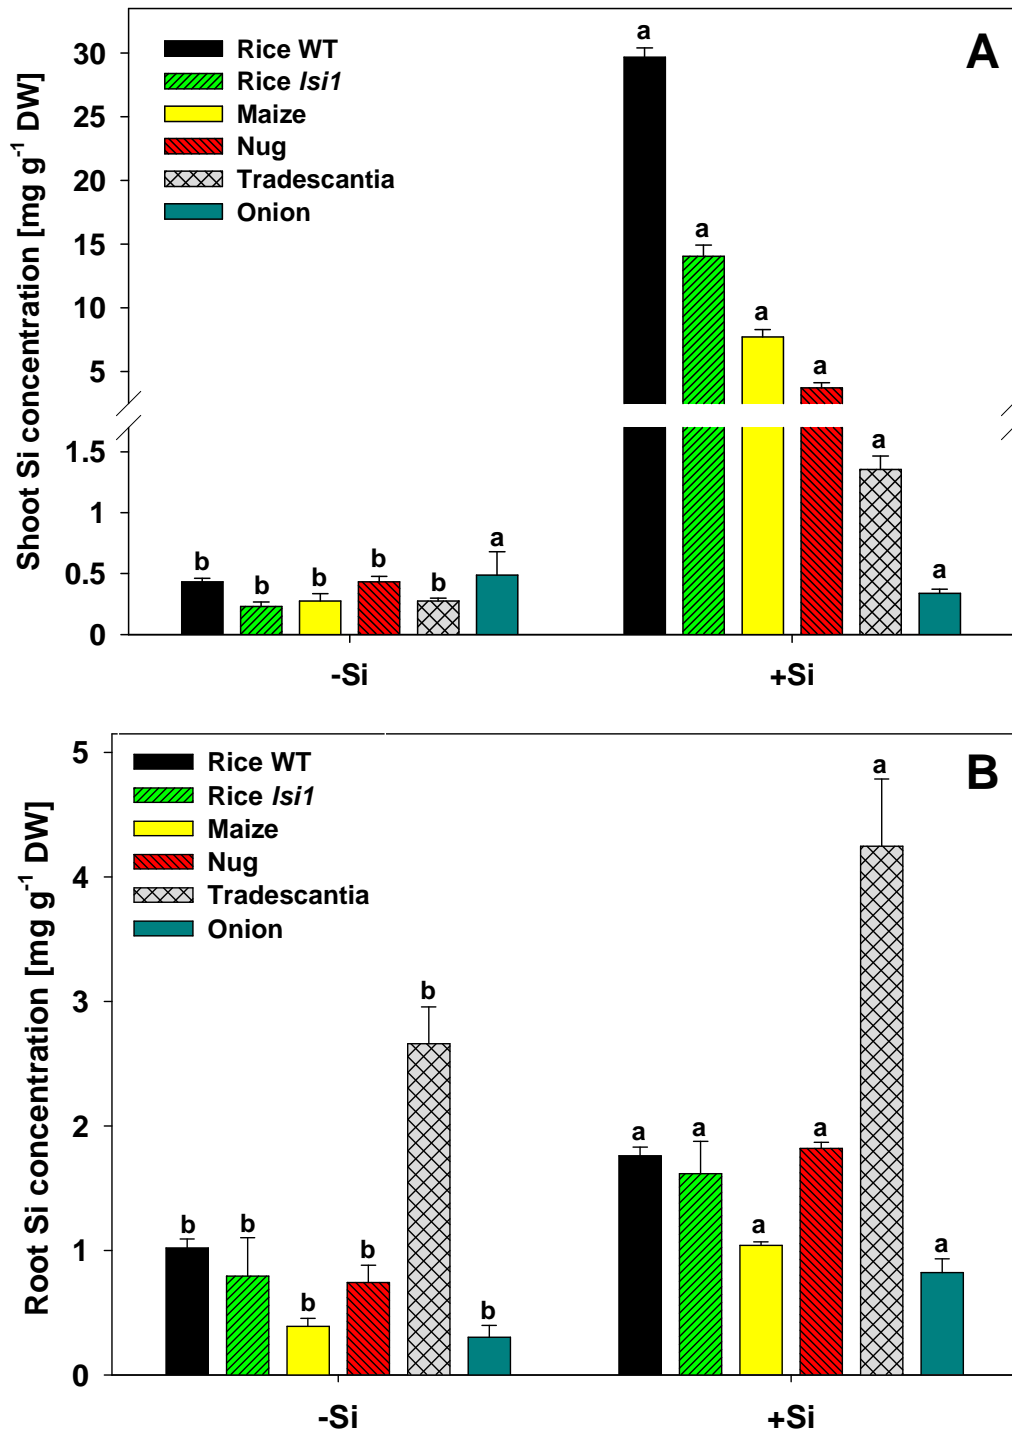 A
Shoot Si concentration [mg g-1 DW]
30
25
20
15
10
5
1.5
1
0.5
0
Rice WT
Rice lsi1
Maize
Nug
Tradescantia
Onion
b b b b b a
a a a a a a
-Si +Si
B
Root Si concentration [mg g-1 DW]
5
4
3
2
1
0
Rice WT
Rice lsi1
Maize
Nug
Tradescantia
Onion
b b b b b b
a a a a a a
-Si +Si